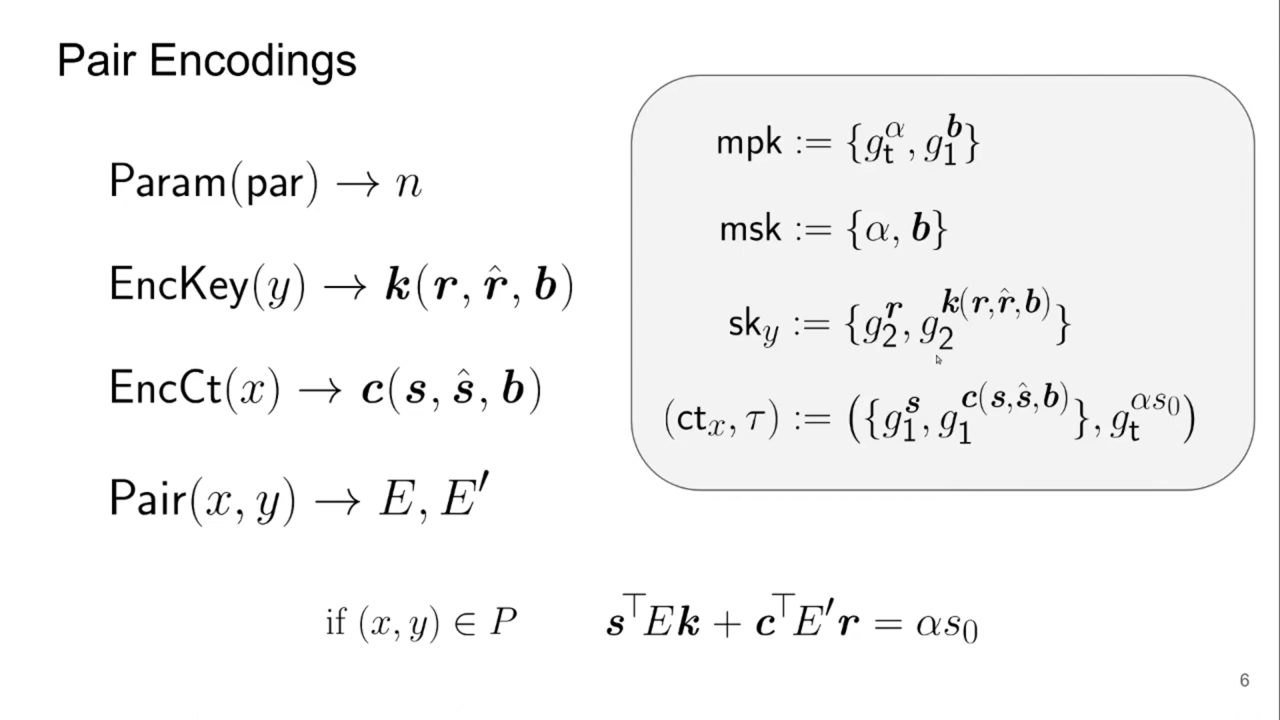 Pair Encodings
Param(par) → n
EncKey(y) → k(r, r̂, b)
EncCt(x) → c(s, ŝ, b)
Pair(x, y) → E, E′
mpk := {g_t^α, g_1^b}
msk := {α, b}
sk_y := {g_2^r, g_2^{k(r,r̂,b)}}
(ct_x, τ) := ({g_1^s, g_1^{c(s,ŝ,b)}}, g_t^{αs_0})
if (x, y) ∈ P s^⊤Ek + c^⊤E′r = αs_0
6